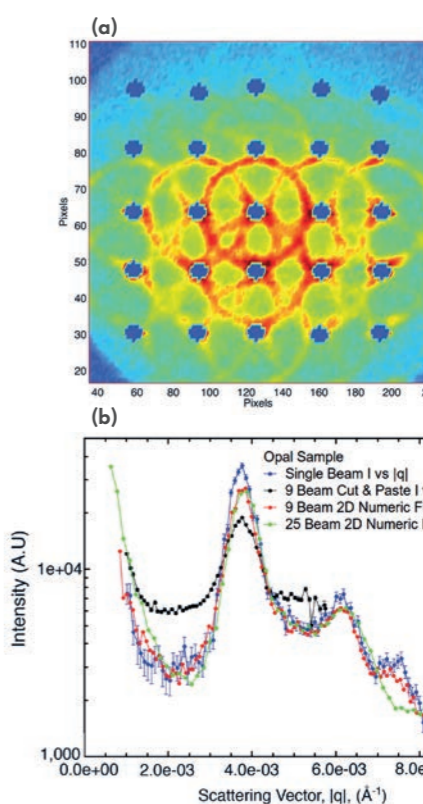 (a)
110
100
90
80
70
60
50
40
30
20
Pixels
40 60 80 100 120 140 160 180 200
Pixels
(b)
Opal Sample
Single Beam I vs |q|
9 Beam Cut & Paste I
9 Beam 2D Numeric
25 Beam 2D Numeric
1e+04
1,000
Intensity (A.U)
0.0e+00 2.0e-03 4.0e-03 6.0e-03
Scattering Vector, |q|, (Å⁻¹)